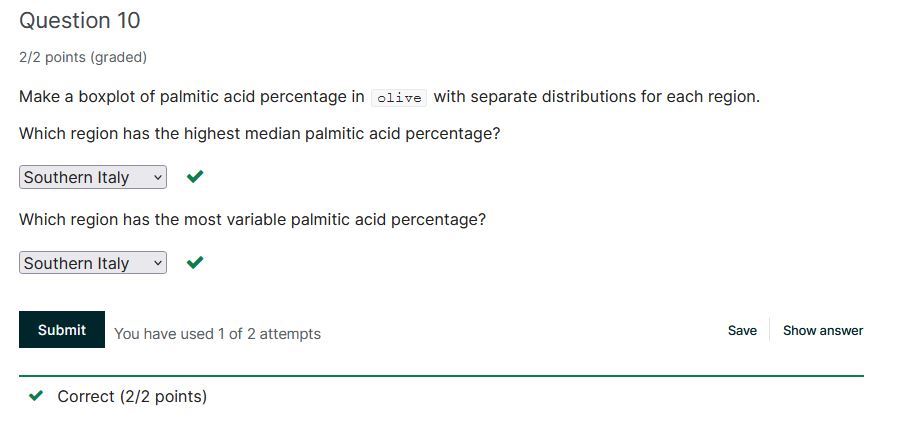 Question 10
2/2 points (graded)
Make a boxplot of palmitic acid percentage in olive with separate distributions for each region.
Which region has the highest median palmitic acid percentage?
Southern Italy
Which region has the most variable palmitic acid percentage?
Southern Italy
Submit You have used 1 of 2 attempts Save Show answer
Correct (2/2 points)